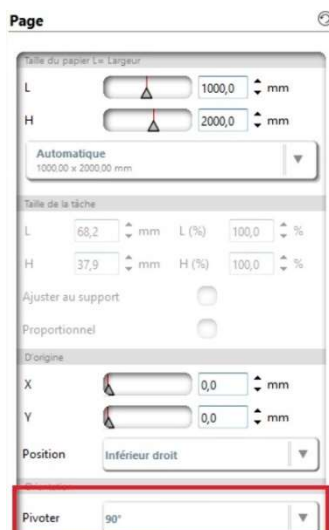 Page
Taille du papier L= Largeur
L 1000,0 mm
H 2000,0 mm
Automatique
1000,00 x 2000,00 mm
Taille de la tâche
L 68,2 mm L (%) 100,0 %
H 37,9 mm H (%) 100,0 %
Ajuster au support
Proportionnel
D'origine
X 0,0 mm
Y 0,0 mm
Position Inférieur droit
Orientation
Pivoter 90°